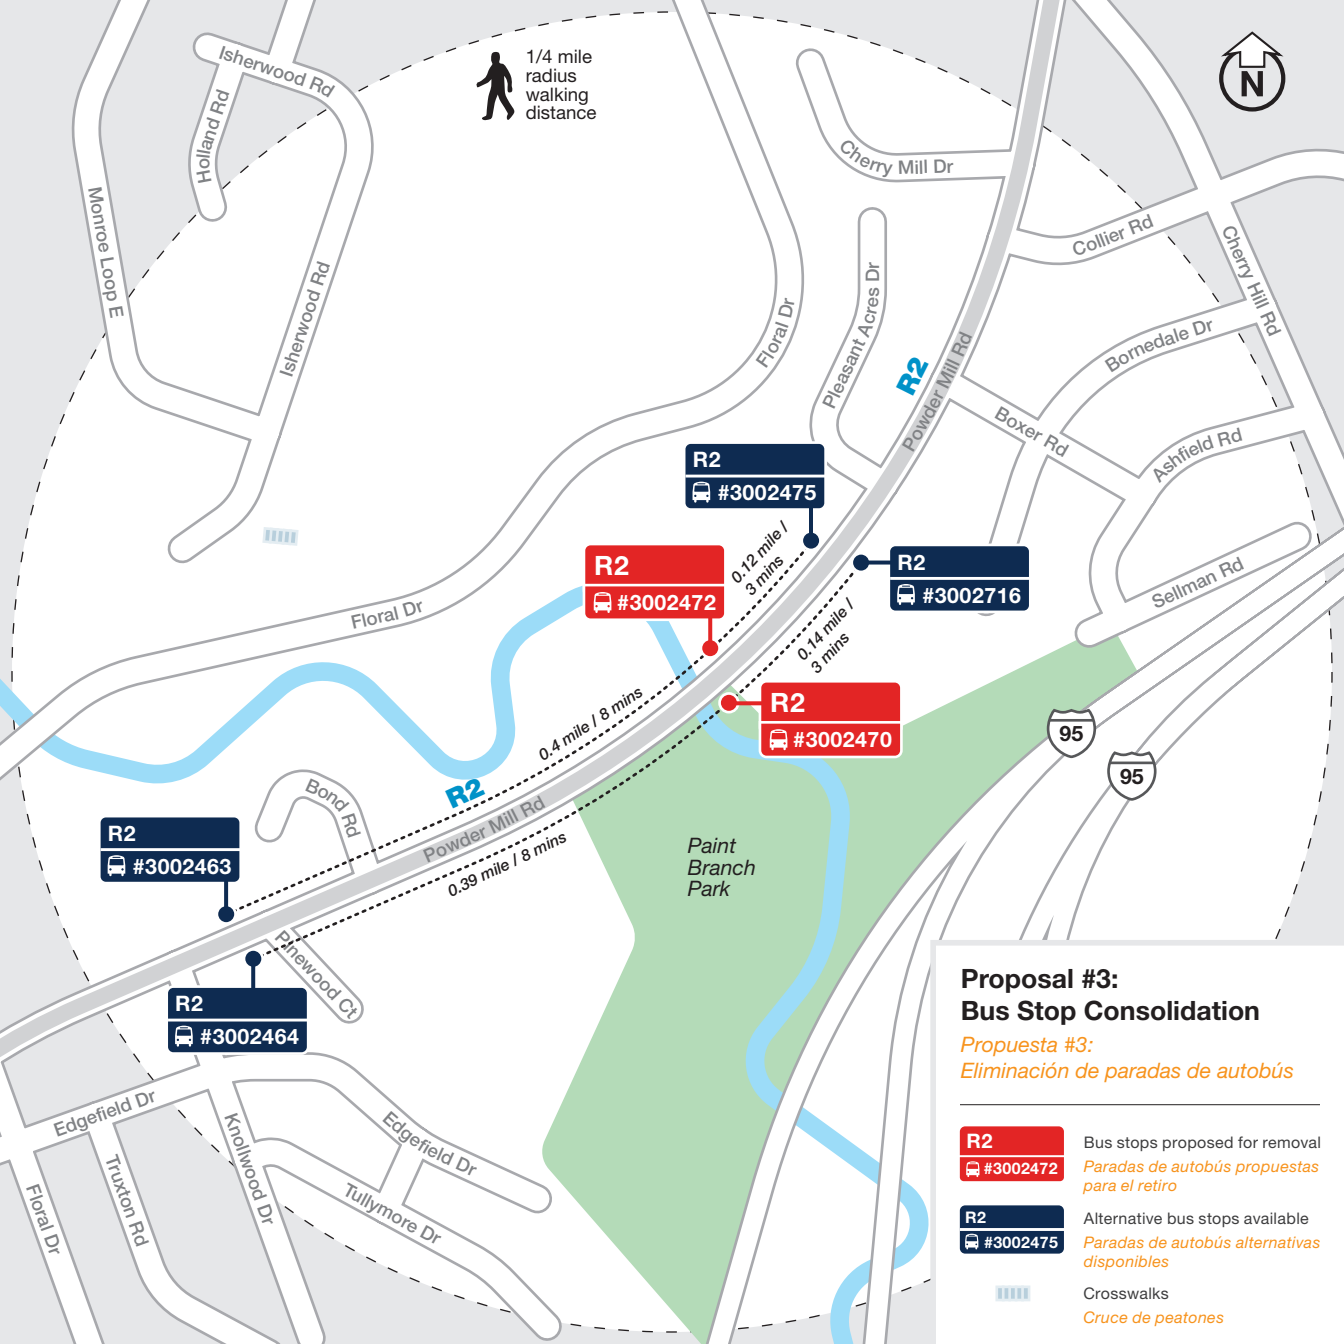 1/4 mile
radius
walking
distance
N
Isherwood Rd
Holland Rd
Monroe Loop E
Isherwood Rd
Cherry Mill Dr
Collier Rd
Cherry Hill Rd
Floral Dr
Pleasant Acres Dr
R2
Powder Mill Rd
Bornedale Dr
Boxer Rd
Ashfield Rd
Sellman Rd
R2
#3002475
0.12 mile /
3 mins
R2
#3002472
R2
#3002716
0.14 mile /
3 mins
Floral Dr
R2
#3002470
0.4 mile / 8 mins
95
95
R2
Powder Mill Rd
Bond Rd
0.39 mile / 8 mins
Paint
Branch
Park
R2
#3002463
Pinewood Ct
R2
#3002464
Edgefield Dr
Edgefield Dr
Knollwood Dr
Truxton Rd
Floral Dr
Tullymore Dr
Proposal #3:
Bus Stop Consolidation
Propuesta #3:
Eliminación de paradas de autobús
R2
#3002472
Bus stops proposed for removal
Paradas de autobús propuestas
para el retiro
R2
#3002475
Alternative bus stops available
Paradas de autobús alternativas
disponibles
Crosswalks
Cruce de peatones